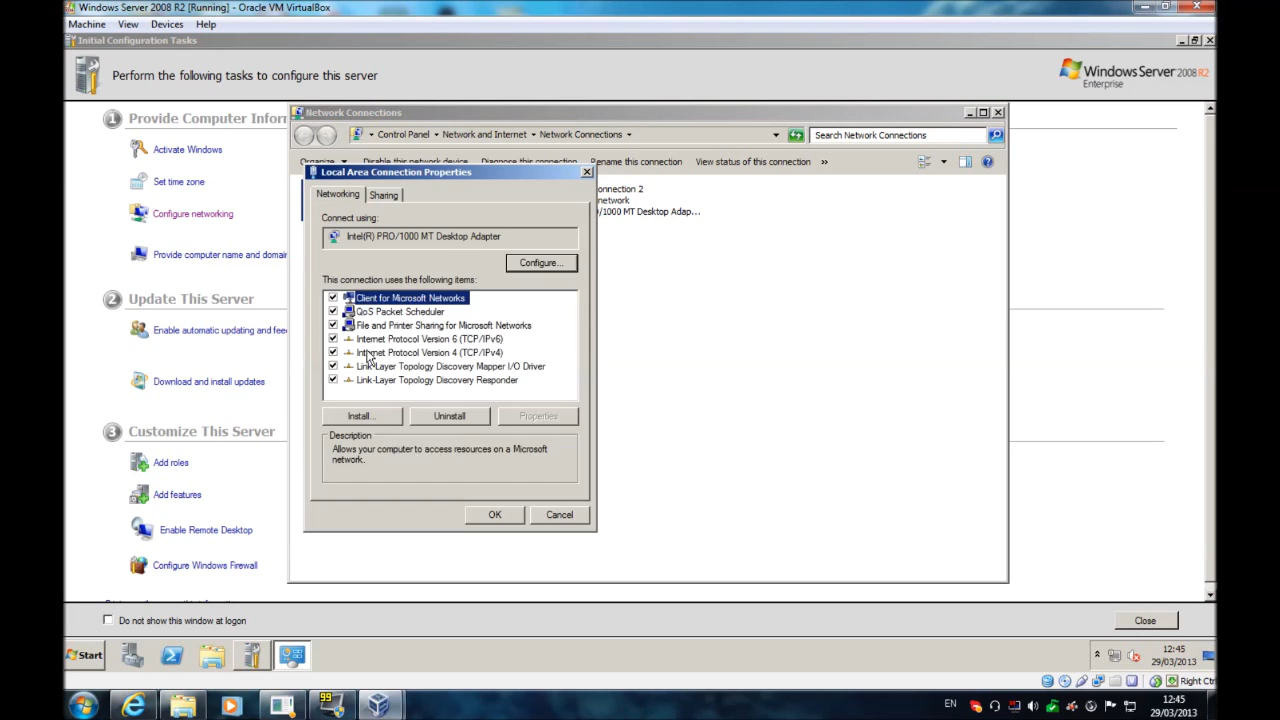 Windows Server 2008 R2 [Running] - Oracle VM VirtualBox
Machine View Devices Help
Initial Configuration Tasks
Perform the following tasks to configure this server
Windows Server 2008 R2
Enterprise
1 Provide Computer Inforr
Activate Windows
Set time zone
Configure networking
Provide computer name and domai
2 Update This Server
Enable automatic updating and fee
Download and install updates
3 Customize This Server
Add roles
Add features
Enable Remote Desktop
Configure Windows Firewall
Network Connections
Control Panel Network and Internet Network Connections
Search Network Connections
Organize Disable this network device Diagnose this connection Rename this connection View status of this connection »
onnection 2
network
O/1000 MT Desktop Adap...
Local Area Connection Properties
Networking Sharing
Connect using:
Intel(R) PRO/1000 MT Desktop Adapter
Configure...
This connection uses the following items:
Client for Microsoft Networks
QoS Packet Scheduler
File and Printer Sharing for Microsoft Networks
Internet Protocol Version 6 (TCP/IPv6)
Internet Protocol Version 4 (TCP/IPv4)
Link-Layer Topology Discovery Mapper I/O Driver
Link-Layer Topology Discovery Responder
Install... Uninstall Properties
Description
Allows your computer to access resources on a Microsoft
network.
OK Cancel
Do not show this window at logon
Close
Start
12:45
29/03/2013
Right Ctrl
99
EN
12:45
29/03/2013